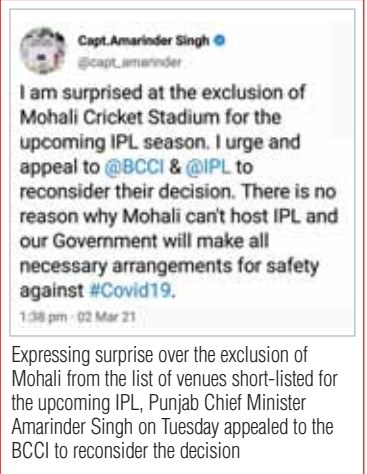 Capt.Amarinder Singh
@capt_amarinder
I am surprised at the exclusion of
Mohali Cricket Stadium for the
upcoming IPL season. I urge and
appeal to @BCCI & @IPL to
reconsider their decision. There is no
reason why Mohali can't host IPL and
our Government will make all
necessary arrangements for safety
against #Covid19.
1:38 pm · 02 Mar 21
Expressing surprise over the exclusion of
Mohali from the list of venues short-listed for
the upcoming IPL, Punjab Chief Minister
Amarinder Singh on Tuesday appealed to the
BCCI to reconsider the decision